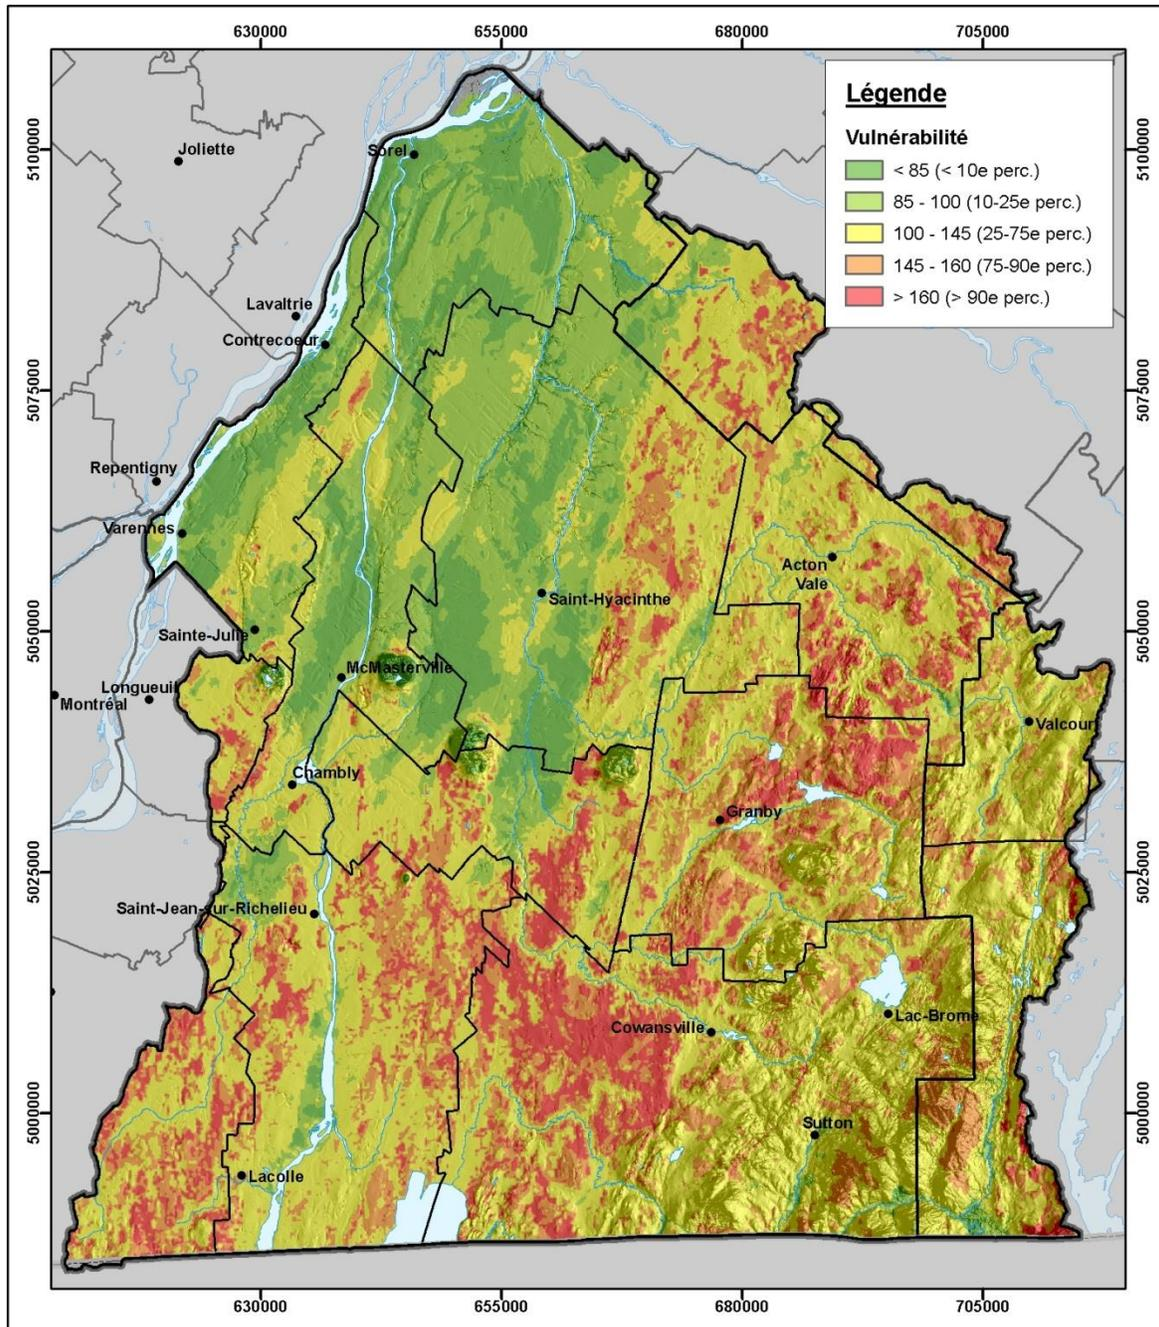 630000
655000
680000
705000
Légende
Vulnérabilité
< 85 (< 10e perc.)
85 - 100 (10-25e perc.)
100 - 145 (25-75e perc.)
145 - 160 (75-90e perc.)
> 160 (> 90e perc.)
5100000
5100000
Joliette
Sorel
Lavaltrie
Contrecoeur
5075000
5075000
Repentigny
Varennes
Acton
Vale
Saint-Hyacinthe
5050000
5050000
Sainte-Julie
McMasterville
Longueuil
Montréal
Valcourt
Chambly
Granby
5025000
5025000
Saint-Jean-sur-Richelieu
Lac-Brome
Cowansville
5000000
5000000
Sutton
Lacolle
630000
655000
680000
705000